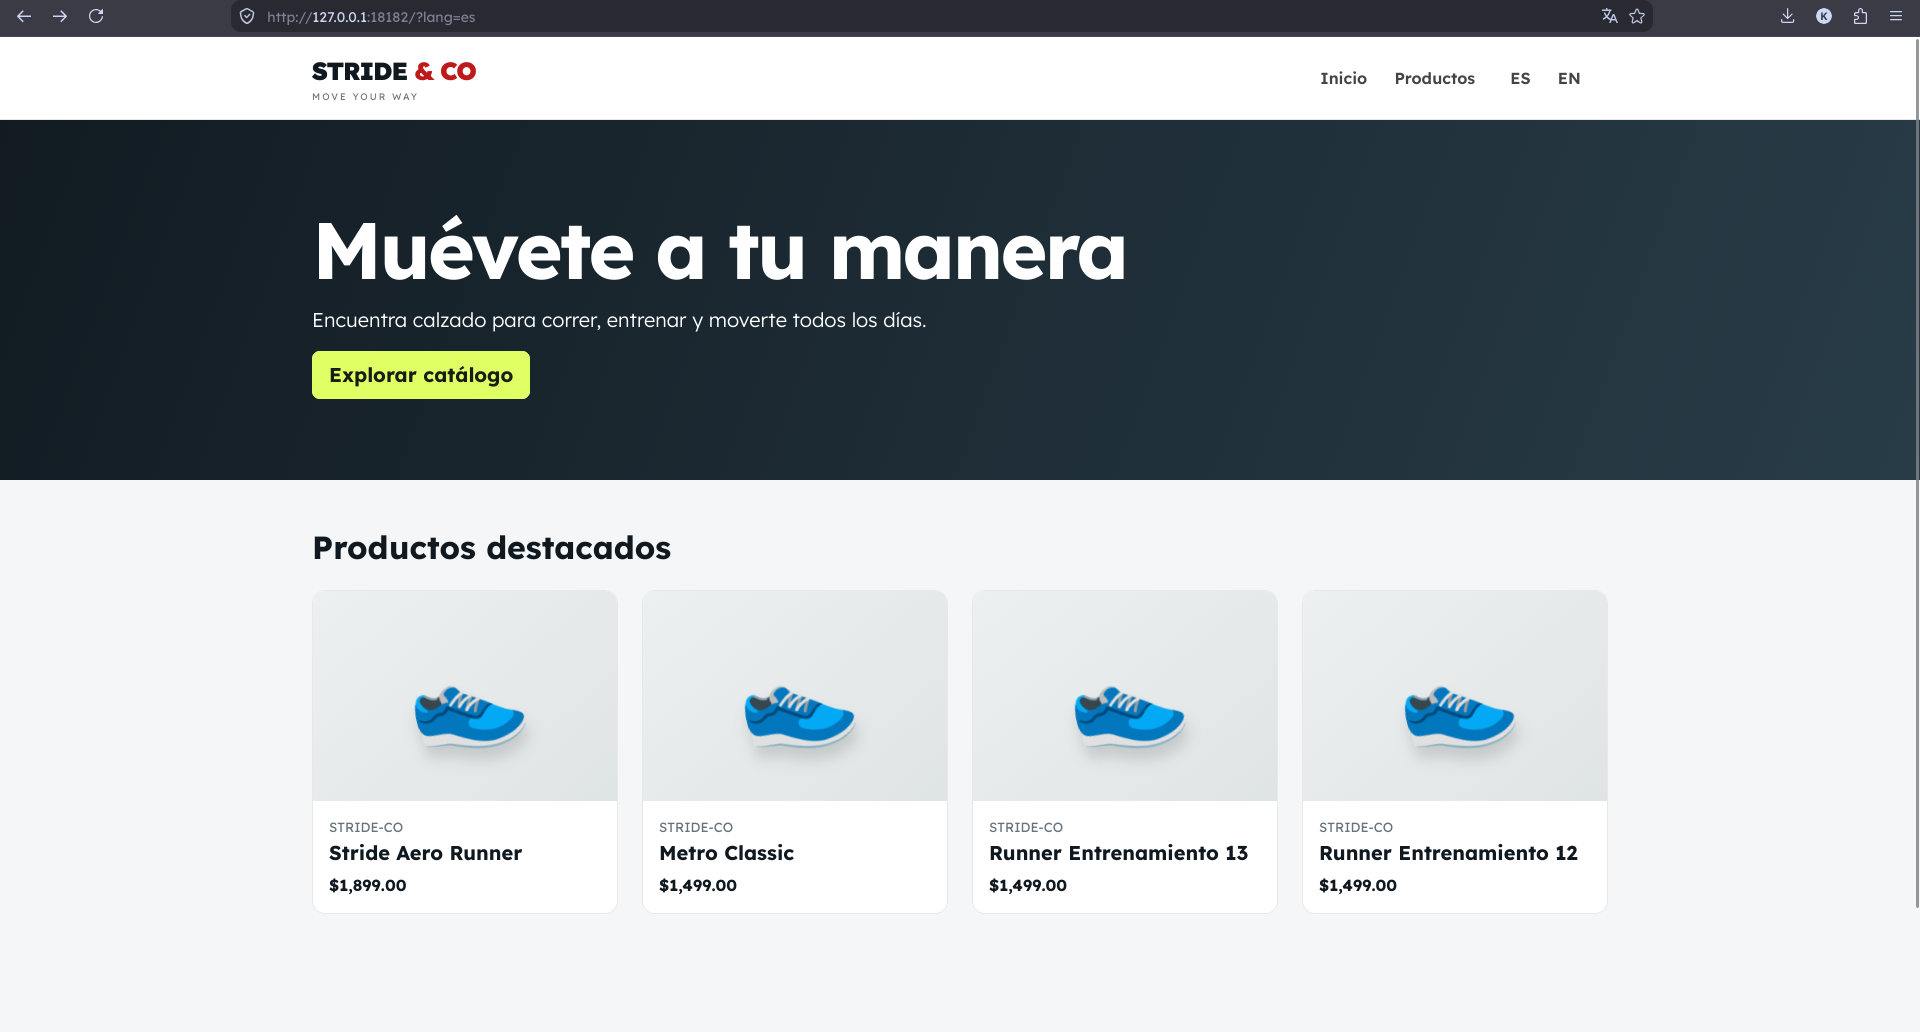 http://127.0.0.1:18182/?lang=es
K
STRIDE & CO
MOVE YOUR WAY
Inicio Productos ES EN
Muévete a tu manera
Encuentra calzado para correr, entrenar y moverte todos los días.
Explorar catálogo
Productos destacados
STRIDE-CO
Stride Aero Runner
$1,899.00
STRIDE-CO
Metro Classic
$1,499.00
STRIDE-CO
Runner Entrenamiento 13
$1,499.00
STRIDE-CO
Runner Entrenamiento 12
$1,499.00